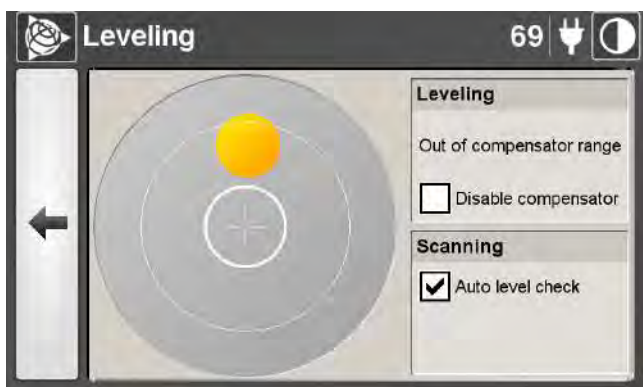 Leveling
69
Leveling
Out of compensator range
Disable compensator
Scanning
Auto level check